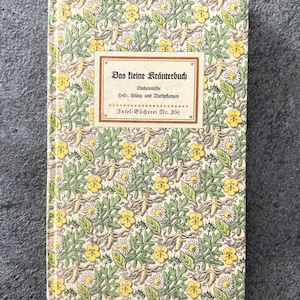 Das kleine Kräuterbuch
Einheimische
Heil-, Würz- und Duftpflanzen
Insel-Bücherei Nr. 269